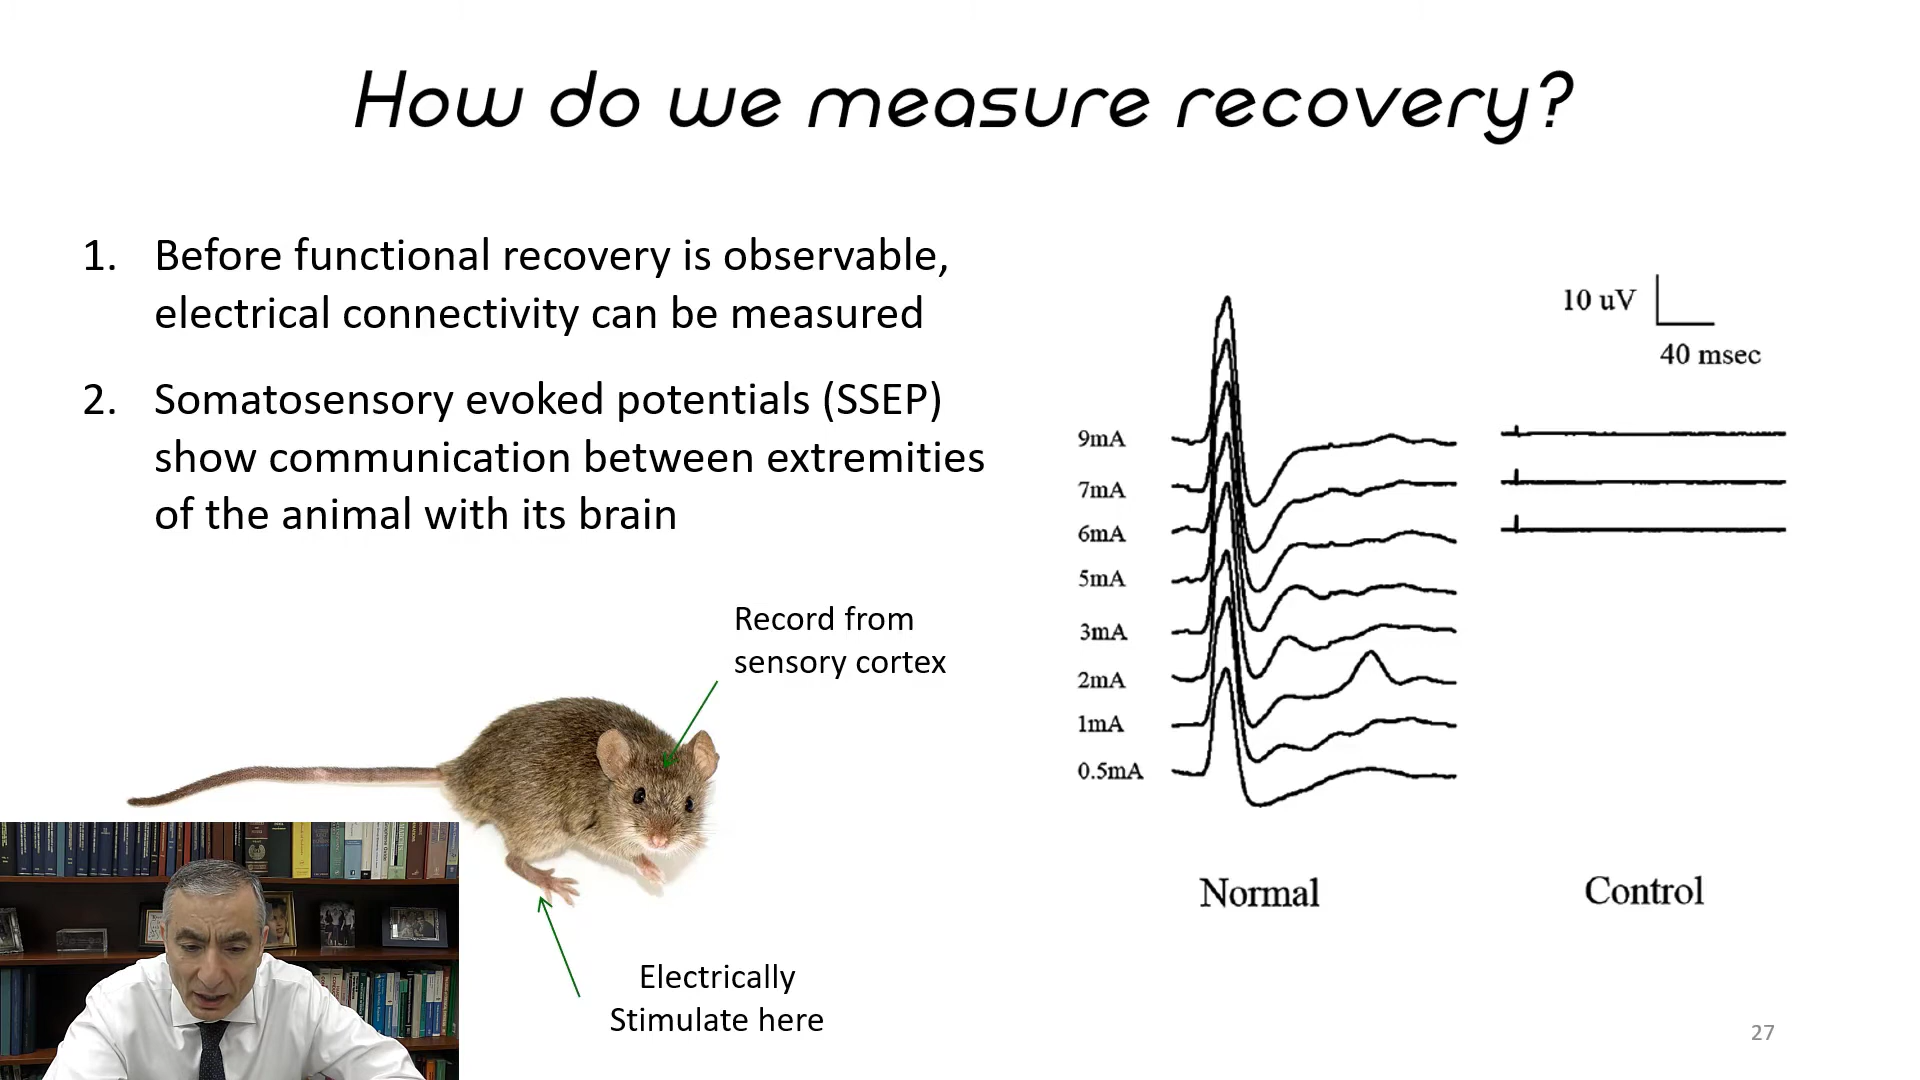 How do we measure recovery?
1. Before functional recovery is observable,
electrical connectivity can be measured
2. Somatosensory evoked potentials (SSEP)
show communication between extremities
of the animal with its brain
Record from
sensory cortex
Electrically
Stimulate here
10 uV
40 msec
9mA
7mA
6mA
5mA
3mA
2mA
1mA
0.5mA
Normal
Control
27